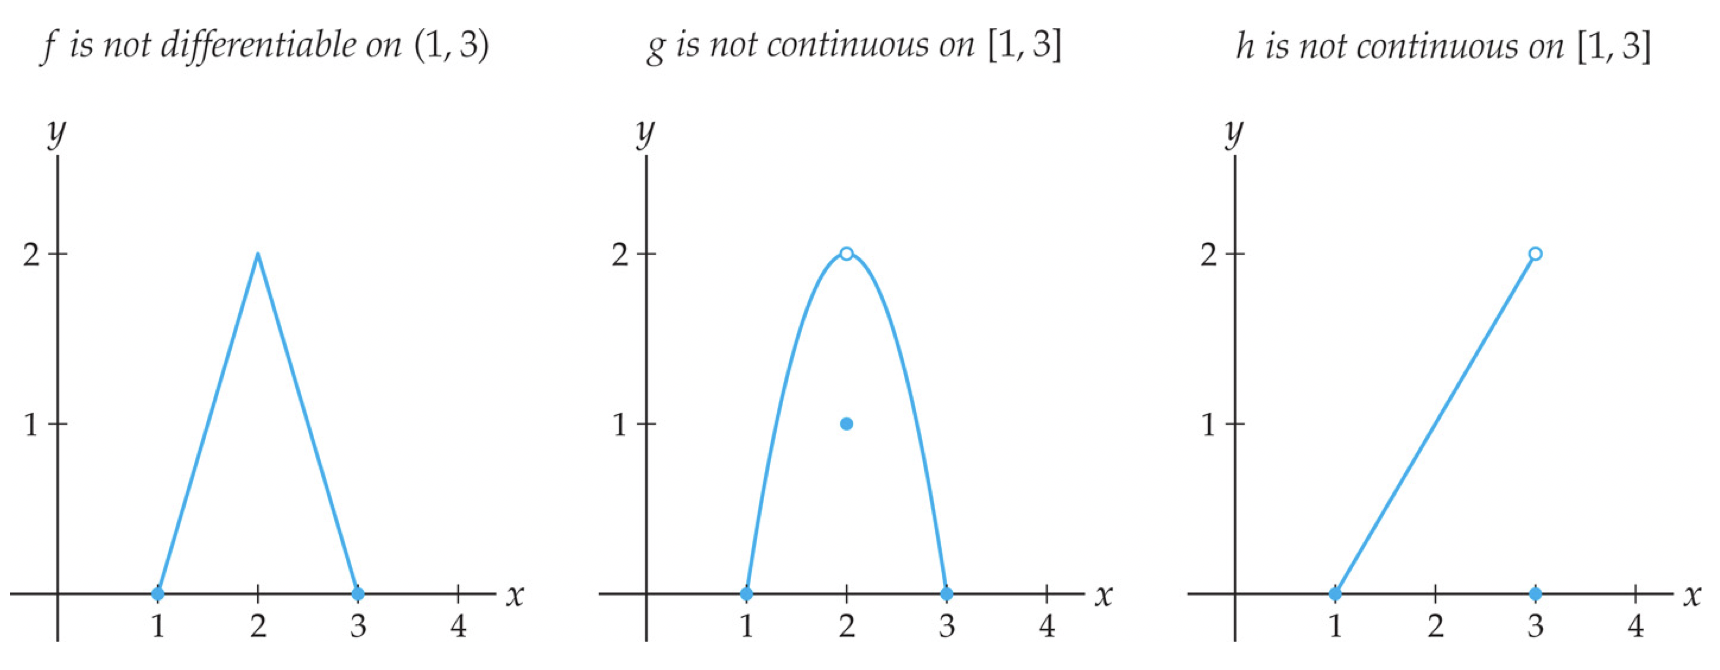 f is not differentiable on (1, 3)
g is not continuous on [1, 3]
h is not continuous on [1, 3]
y
2
1
1 2 3 4
x
y
2
1
1 2 3 4
x
y
2
1
1 2 3 4
x